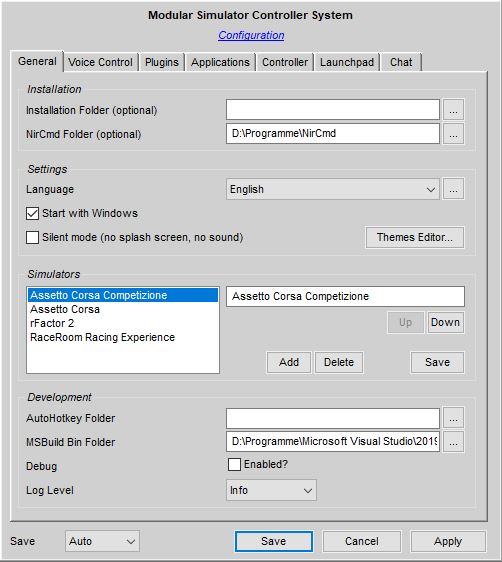 Modular Simulator Controller System
Configuration
General Voice Control Plugins Applications Controller Launchpad Chat
Installation
Installation Folder (optional) ...
NirCmd Folder (optional) D:\Programme\NirCmd ...
Settings
Language English ...
Start with Windows
Silent mode (no splash screen, no sound) Themes Editor...
Simulators
Assetto Corsa Competizione Assetto Corsa Competizione
Assetto Corsa
rFactor 2 Up Down
RaceRoom Racing Experience
Add Delete Save
Development
AutoHotkey Folder ...
MSBuild Bin Folder D:\Programme\Microsoft Visual Studio\2019 ...
Debug Enabled?
Log Level Info
Save Auto Save Cancel Apply